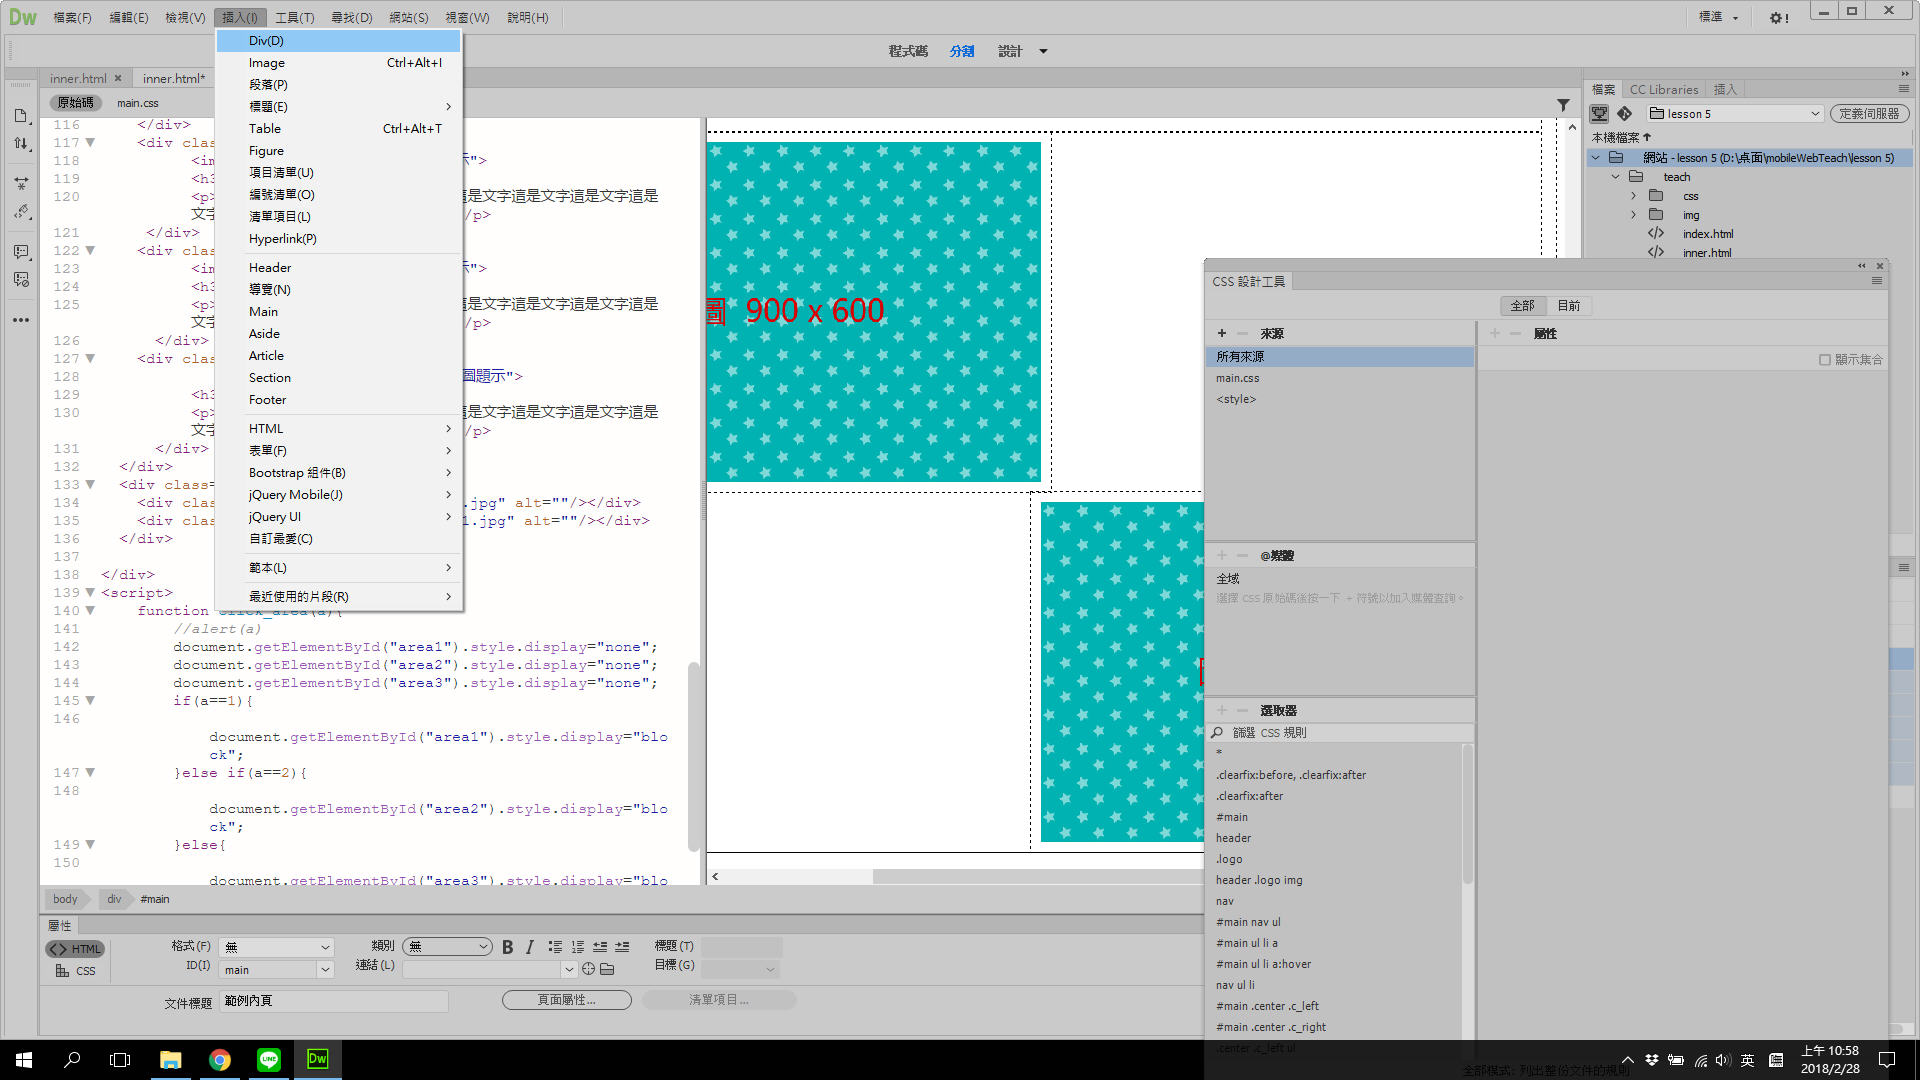 Dw 檔案(F) 編輯(E) 檢視(V) 插入(I) 工具(T) 尋找(D) 網站(S) 視窗(W) 說明(H) 標準
程式碼 分割 設計
inner.html × inner.html*
原始碼 main.css
Div(D)
Image Ctrl+Alt+I
段落(P)
標題(E)
Table Ctrl+Alt+T
Figure
項目清單(U)
編號清單(O)
清單項目(L)
Hyperlink(P)
Header
導覽(N)
Main
Aside
Article
Section
Footer
HTML
表單(F)
Bootstrap 組件(B)
jQuery Mobile(J)
jQuery UI
自訂最愛(C)
範本(L)
最近使用的片段(R)
116 </div>
117 <div clas
118 <im 示">
119 <h3
120 <p> 這是文字這是文字這是文字這是
文字 /p>
121 </div>
122 <div clas
123 <im 示">
124 <h3
125 <p> 這是文字這是文字這是文字這是
文字 /p>
126 </div>
127 <div clas
128 圖題示">
129 <h3
130 <p> 這是文字這是文字這是文字這是
文字 /p>
131 </div>
132 </div>
133 <div class=
134 <div clas .jpg" alt=""/></div>
135 <div clas 1.jpg" alt=""/></div>
136 </div>
137
138 </div>
139 <script>
140 function click_area(a){
141 //alert(a)
142 document.getElementById("area1").style.display="none";
143 document.getElementById("area2").style.display="none";
144 document.getElementById("area3").style.display="none";
145 if(a==1){
146
document.getElementById("area1").style.display="blo
ck";
147 }else if(a==2){
148
document.getElementById("area2").style.display="blo
ck";
149 }else{
150
document.getElementById("area3").style.display="blo
圖 900 x 600
檔案 CC Libraries 插入
lesson 5 定義伺服器
本機檔案
網站 - lesson 5 (D:\桌面\mobileWebTeach\lesson 5)
teach
css
img
index.html
inner.html
CSS 設計工具
全部 目前
+ − 來源
所有來源
main.css
<style>
+ − 屬性
顯示集合
+ − @媒體
全域
選擇 CSS 原始碼後按一下 + 符號以加入媒體查詢。
+ − 選取器
篩選 CSS 規則
*
.clearfix:before, .clearfix:after
.clearfix:after
#main
header
.logo
header .logo img
nav
#main nav ul
#main ul li a
#main ul li a:hover
nav ul li
#main .center .c_left
#main .center .c_right
.center .c_left ul
全部模式: 列出整份文件的規則
body div #main
屬性
<> HTML 格式(F) 無 類別 無 B I 標題(T)
CSS ID(I) main 連結(L) 目標(G)
文件標題 範例內頁 頁面屬性... 清單項目...
Dw
英
上午 10:58
2018/2/28